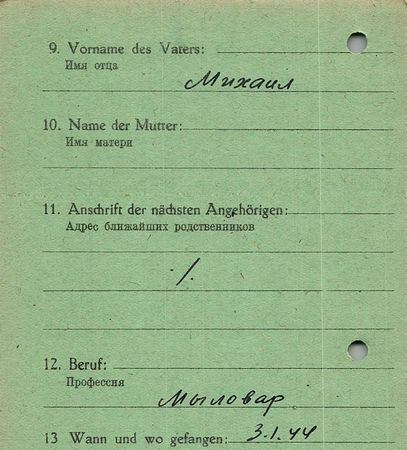 9. Vorname des Vaters:
Имя отца
Михаил
10. Name der Mutter:
Имя матери
11. Anschrift der nächsten Angehörigen:
Адрес ближайших родственников
·/.
12. Beruf:
Профессия
Мыловар
13 Wann und wo gefangen: 3.1.44